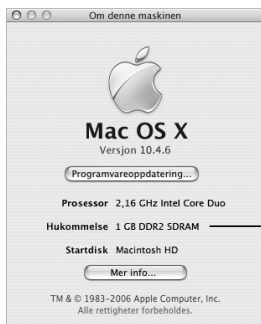 Om denne maskinen
Mac OS X
Versjon 10.4.6
Programvareoppdatering...
Prosessor 2,16 GHz Intel Core Duo
Hukommelse 1 GB DDR2 SDRAM
Startdisk Macintosh HD
Mer info...
TM & © 1983–2006 Apple Computer, Inc.
Alle rettigheter forbeholdes.